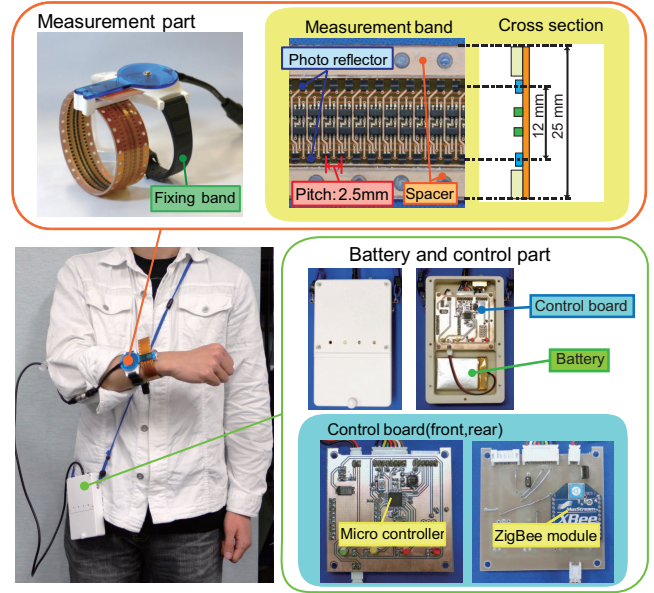 Measurement part
Measurement band
Cross section
Photo reflector
12 mm
25 mm
Fixing band
Pitch: 2.5mm
Spacer
Battery and control part
Control board
Battery
Control board(front,rear)
Micro controller
MaxStream
XBee
ZigBee module